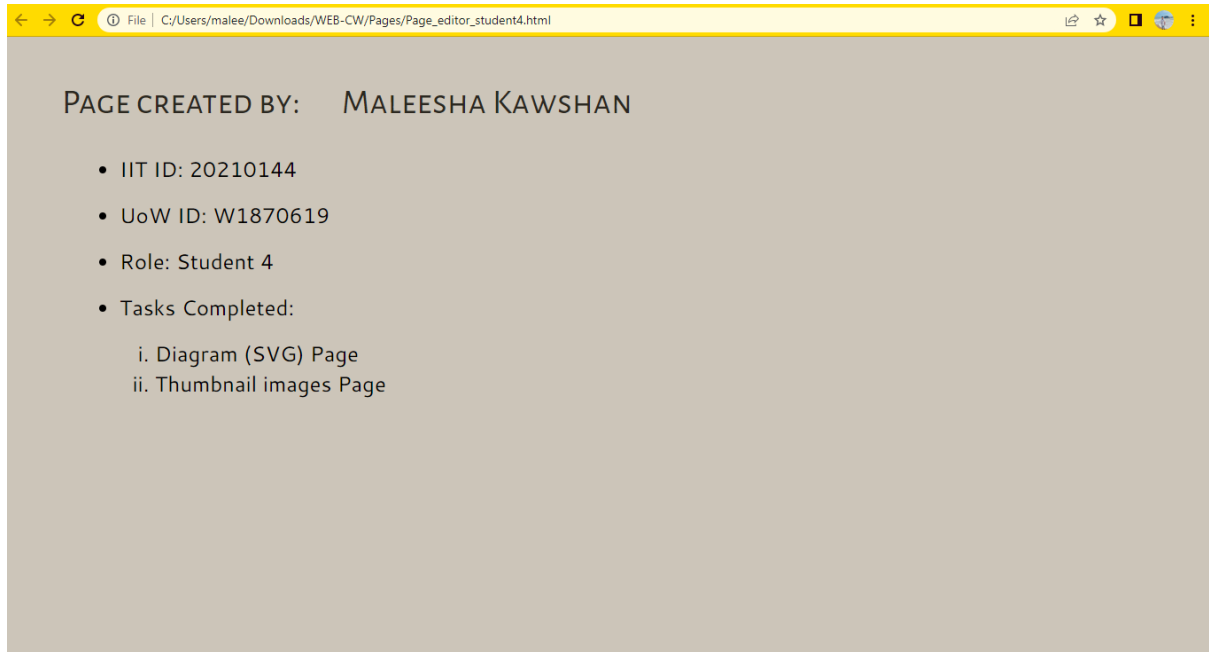 File | C:/Users/malee/Downloads/WEB-CW/Pages/Page_editor_student4.html
Page created by: Maleesha Kawshan
• IIT ID: 20210144
• UoW ID: W1870619
• Role: Student 4
• Tasks Completed:
i. Diagram (SVG) Page
ii. Thumbnail images Page